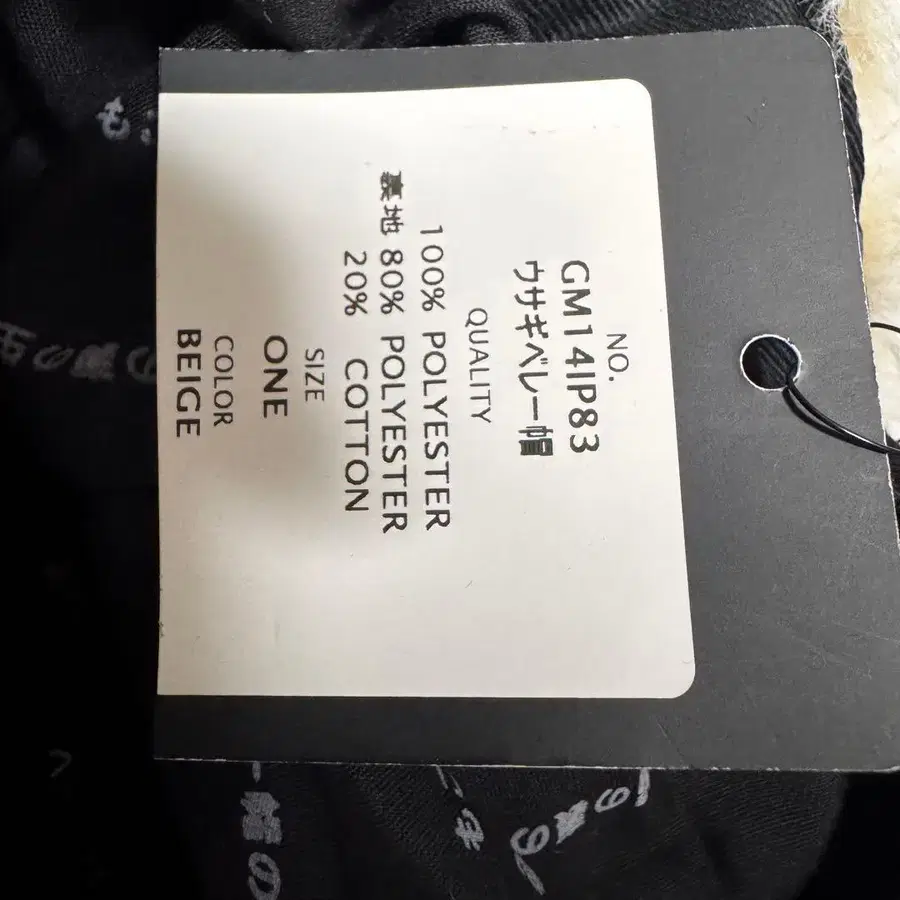 NO.
GM141P83
ウサギベレー帽
QUALITY
100% POLYESTER
裏地 80% POLYESTER
20% COTTON
SIZE
ONE
COLOR
BEIGE